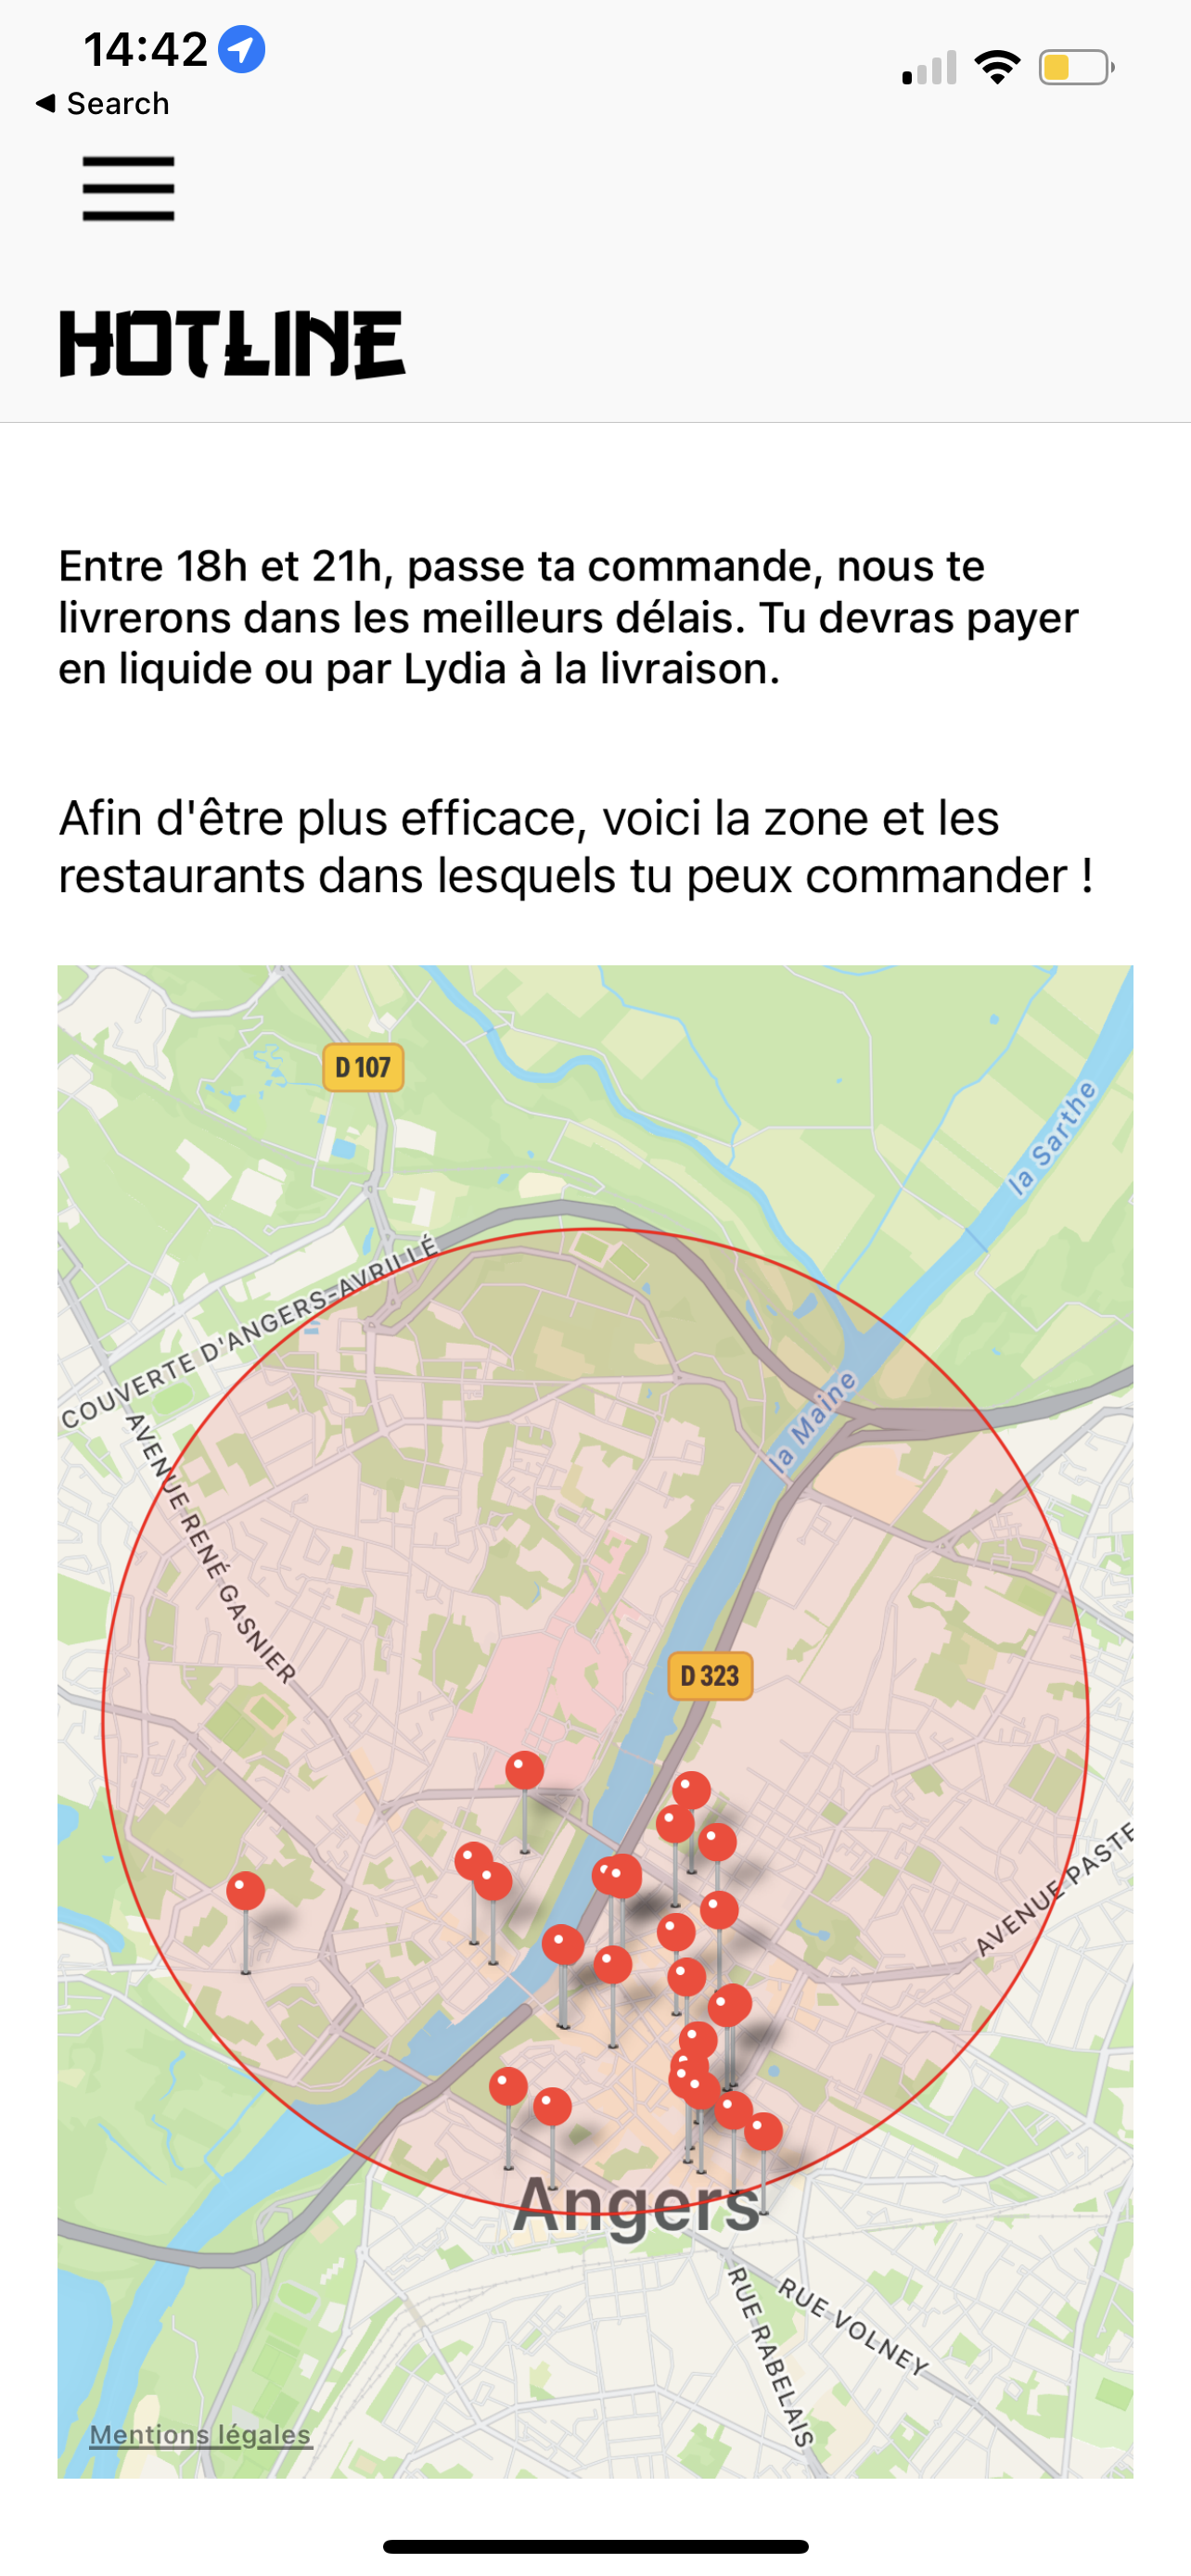 14:42
◀ Search
HOTLINE
Entre 18h et 21h, passe ta commande, nous te
livrerons dans les meilleurs délais. Tu devras payer
en liquide ou par Lydia à la livraison.
Afin d'être plus efficace, voici la zone et les
restaurants dans lesquels tu peux commander !
D 107
la Sarthe
COUVERTE D'ANGERS-AVRILLÉ
la Maine
AVENUE RENÉ GASNIER
D 323
AVENUE PASTE
Angers
RUE VOLNEY
RUE RABELAIS
Mentions légales